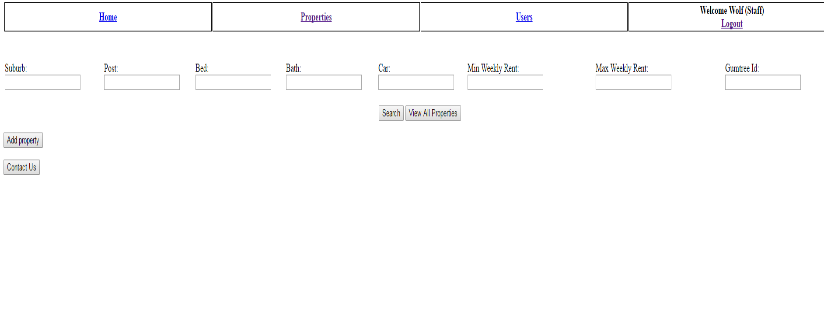 Home Properties Users Welcome Wolf (Staff)
Logout
Suburb: Post: Bed: Bath: Car: Min Weekly Rent: Max Weekly Rent: Gumtree Id:
Search View All Properties
Add property
Contact Us